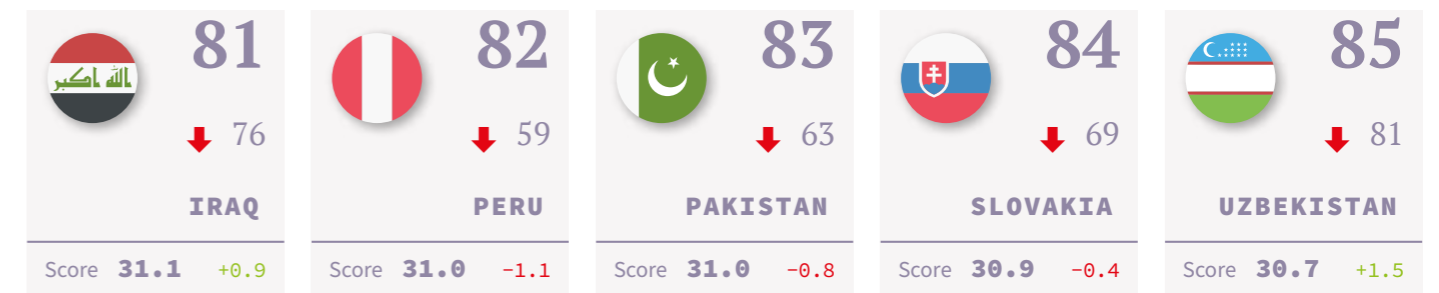 81
الله اكبر
76
IRAQ
Score 31.1 +0.9
82
59
PERU
Score 31.0 -1.1
83
63
PAKISTAN
Score 31.0 -0.8
84
69
SLOVAKIA
Score 30.9 -0.4
85
81
UZBEKISTAN
Score 30.7 +1.5